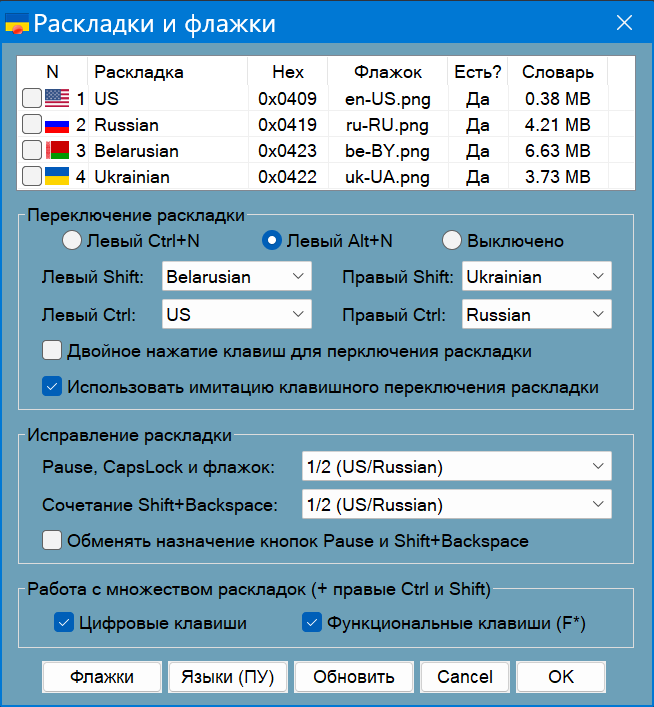 Раскладки и флажки
N Раскладка Hex Флажок Есть? Словарь
1 US 0x0409 en-US.png Да 0.38 MB
2 Russian 0x0419 ru-RU.png Да 4.21 MB
3 Belarusian 0x0423 be-BY.png Да 6.63 MB
4 Ukrainian 0x0422 uk-UA.png Да 3.73 MB
Переключение раскладки
Левый Ctrl+N Левый Alt+N Выключено
Левый Shift: Belarusian Правый Shift: Ukrainian
Левый Ctrl: US Правый Ctrl: Russian
Двойное нажатие клавиш для перключения раскладки
Использовать имитацию клавишного переключения раскладки
Исправление раскладки
Pause, CapsLock и флажок: 1/2 (US/Russian)
Сочетание Shift+Backspace: 1/2 (US/Russian)
Обменять назначение кнопок Pause и Shift+Backspace
Работа с множеством раскладок (+ правые Ctrl и Shift)
Цифровые клавиши Функциональные клавиши (F*)
Флажки Языки (ПУ) Обновить Cancel OK